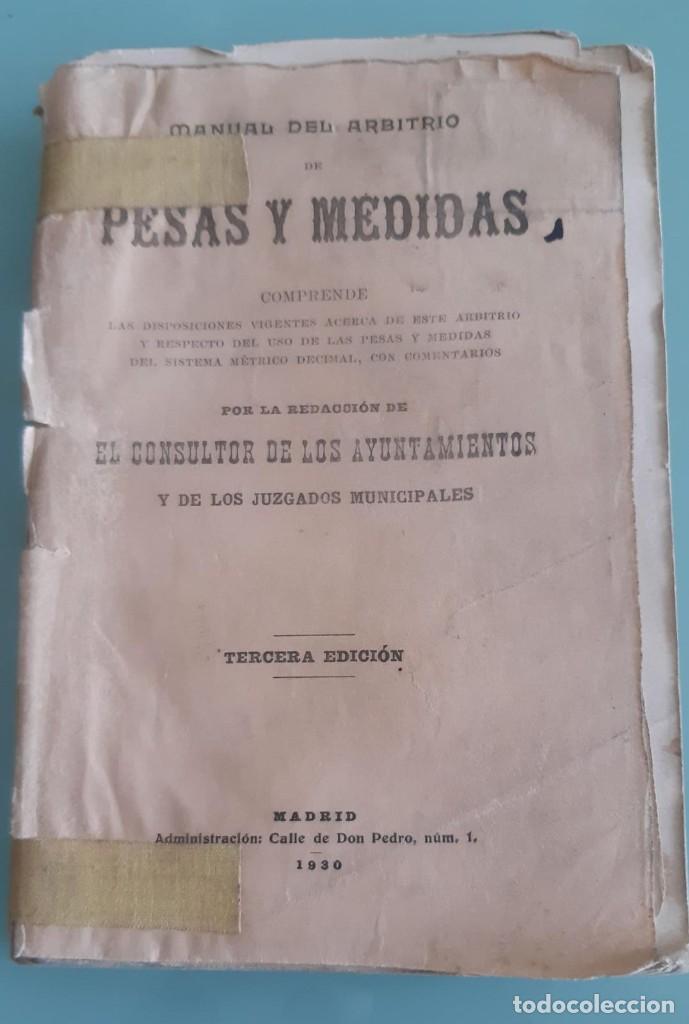 MANUAL DEL ARBITRIO
DE
PESAS Y MEDIDAS
COMPRENDE
LAS DISPOSICIONES VIGENTES ACERCA DE ESTE ARBITRIO
Y RESPECTO DEL USO DE LAS PESAS Y MEDIDAS
DEL SISTEMA MÉTRICO DECIMAL, CON COMENTARIOS
POR LA REDACCIÓN DE
EL CONSULTOR DE LOS AYUNTAMIENTOS
Y DE LOS JUZGADOS MUNICIPALES
TERCERA EDICIÓN
MADRID
Administración: Calle de Don Pedro, núm. 1.
1930
todocoleccion